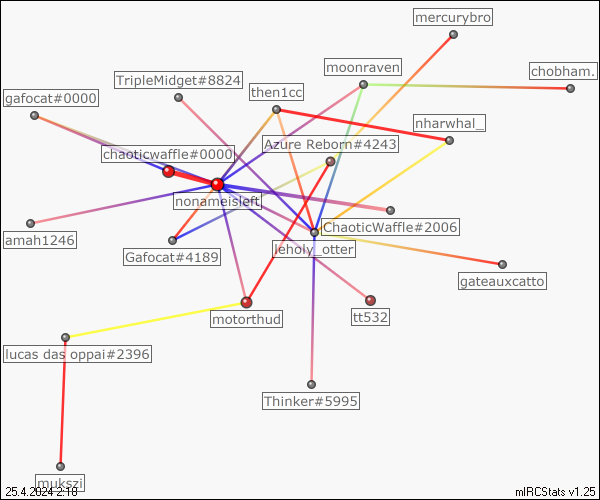 mercurybro
moonraven
chobham.
TripleMidget#8824
gafocat#0000
then1cc
nharwhal_
Azure Reborn#4243
chaoticwaffle#0000
nonameisleft
ChaoticWaffle#2006
amah1246
Gafocat#4189
leholy_otter
gateauxcatto
motorthud
tt532
lucas das oppai#2396
Thinker#5995
mukszi
25.4.2024 2:10
mIRCStats v1.25